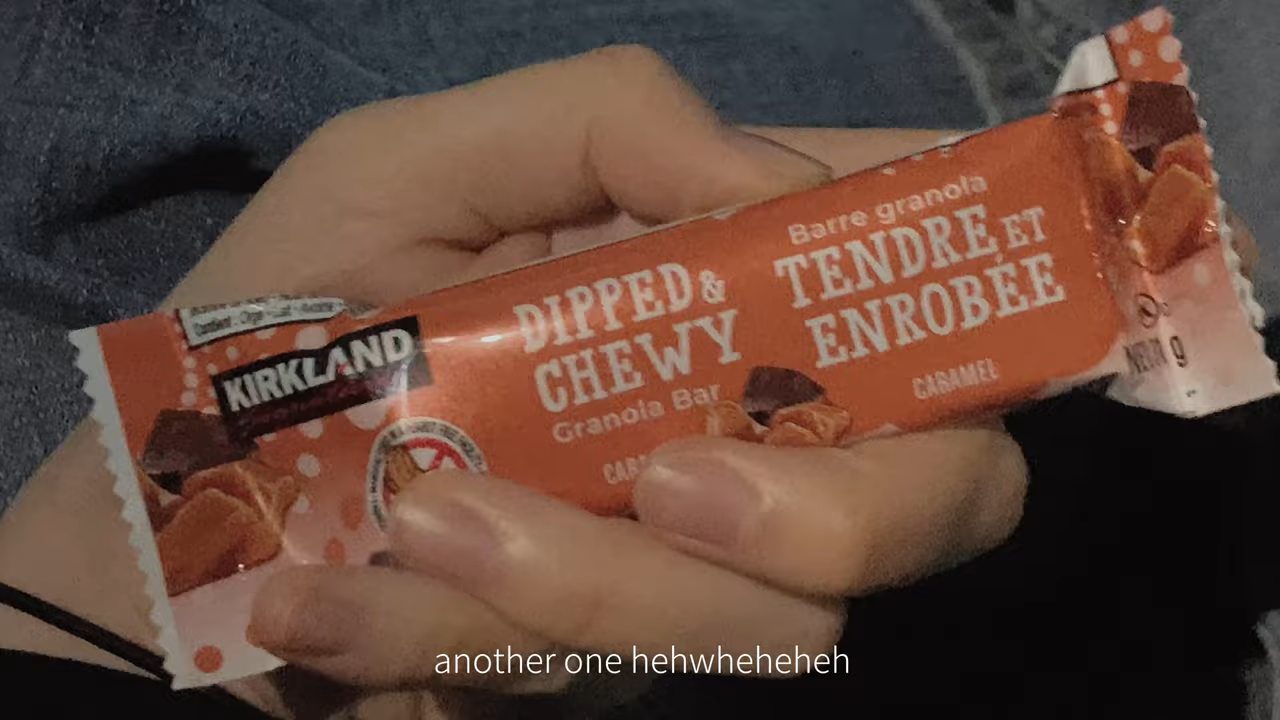 KIRKLAND
DIPPED &
CHEWY
Granola Bar
Barre granola
TENDRE ET
ENROBÉE
CARAMEL
g
another one hehwheheheh